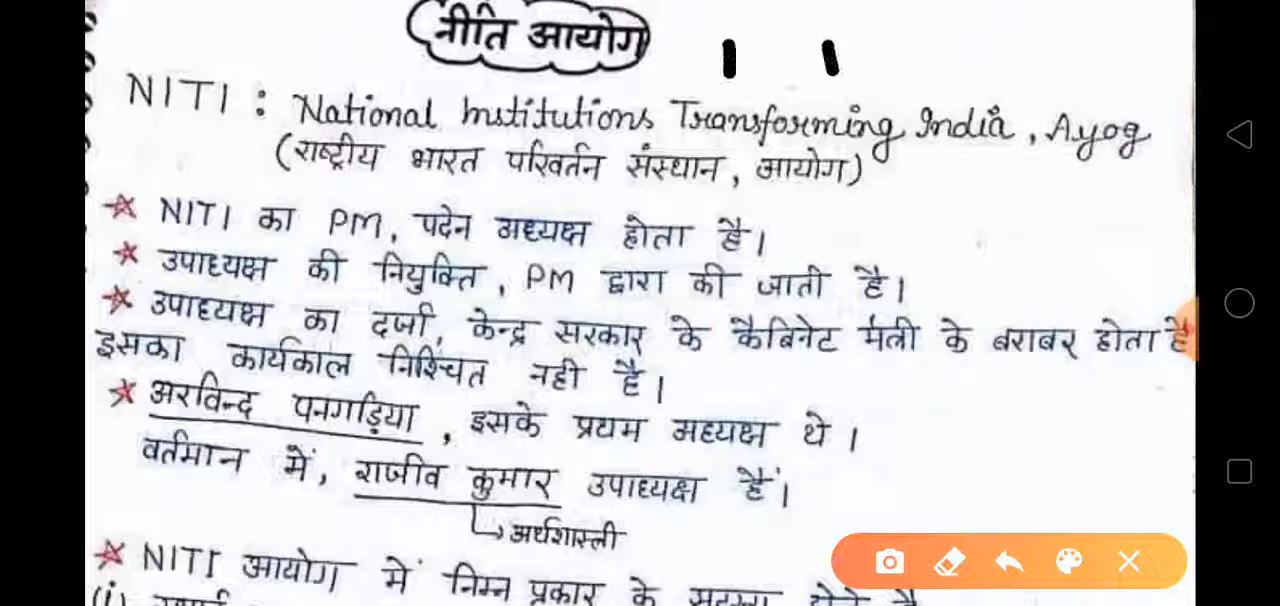 नीति आयोग
NITI : National Institutions Transforming India, Ayog
(राष्ट्रीय भारत परिवर्तन संस्थान, आयोग)
NITI का PM, पदेन अध्यक्ष होता है।
उपाध्यक्ष की नियुक्ति, PM द्वारा की जाती है।
उपाध्यक्ष का दर्जा, केन्द्र सरकार के कैबिनेट मंत्री के बराबर होता है
इसका कार्यकाल निश्चित नही है।
अरविन्द पनगड़िया, इसके प्रथम अध्यक्ष थे।
वर्तमान में, राजीव कुमार उपाध्यक्ष हैं।
अर्थशास्त्री
NITI आयोग में निम्न प्रकार के सदस्य होते है
(i)